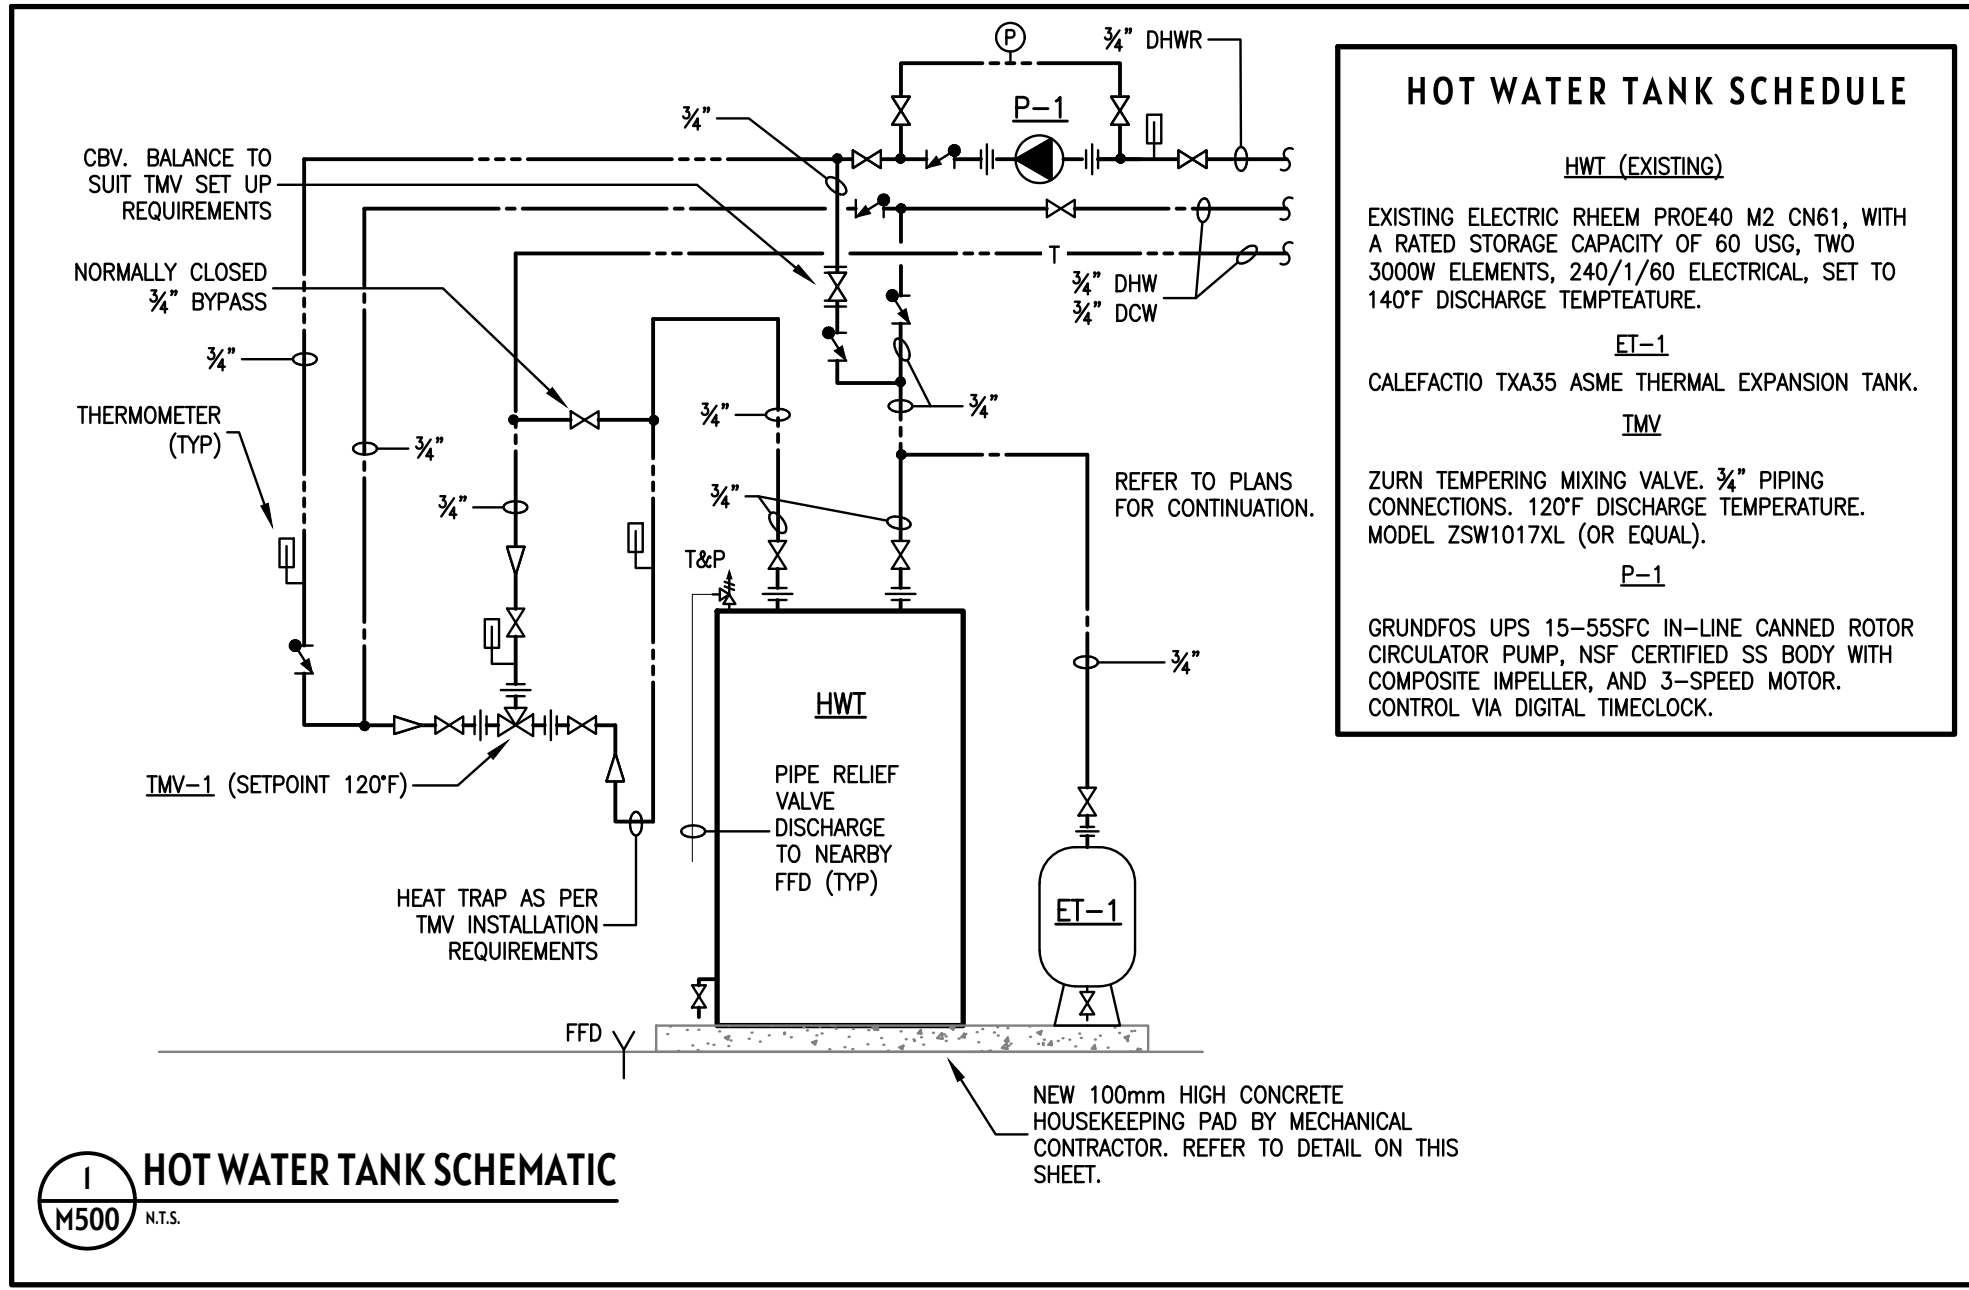 P
¾" DHWR
P-1
¾"
CBV. BALANCE TO
SUIT TMV SET UP
REQUIREMENTS
NORMALLY CLOSED
¾" BYPASS
T
¾" DHW
¾" DCW
¾"
THERMOMETER
(TYP)
¾"
¾"
¾"
¾"
¾"
REFER TO PLANS
FOR CONTINUATION.
¾"
T&P
¾"
HWT
TMV-1 (SETPOINT 120°F)
PIPE RELIEF
VALVE
DISCHARGE
TO NEARBY
FFD (TYP)
HEAT TRAP AS PER
TMV INSTALLATION
REQUIREMENTS
ET-1
FFD
NEW 100mm HIGH CONCRETE
HOUSEKEEPING PAD BY MECHANICAL
CONTRACTOR. REFER TO DETAIL ON THIS
SHEET.
HOT WATER TANK SCHEDULE
HWT (EXISTING)
EXISTING ELECTRIC RHEEM PROE40 M2 CN61, WITH
A RATED STORAGE CAPACITY OF 60 USG, TWO
3000W ELEMENTS, 240/1/60 ELECTRICAL, SET TO
140°F DISCHARGE TEMPTEATURE.
ET-1
CALEFACTIO TXA35 ASME THERMAL EXPANSION TANK.
TMV
ZURN TEMPERING MIXING VALVE. ¾" PIPING
CONNECTIONS. 120°F DISCHARGE TEMPERATURE.
MODEL ZSW1017XL (OR EQUAL).
P-1
GRUNDFOS UPS 15-55SFC IN-LINE CANNED ROTOR
CIRCULATOR PUMP, NSF CERTIFIED SS BODY WITH
COMPOSITE IMPELLER, AND 3-SPEED MOTOR.
CONTROL VIA DIGITAL TIMECLOCK.
1
M500
HOT WATER TANK SCHEMATIC
N.T.S.